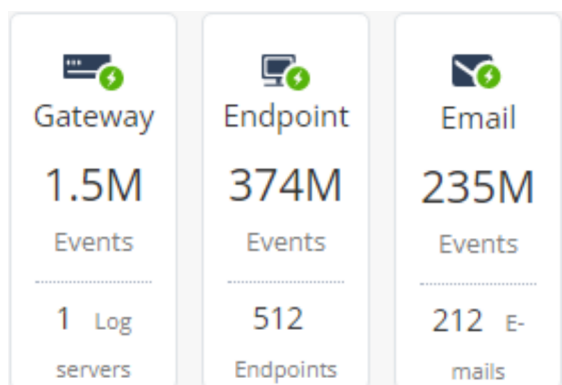 Gateway
1.5M
Events
1 Log
servers
Endpoint
374M
Events
512
Endpoints
Email
235M
Events
212 E-
mails